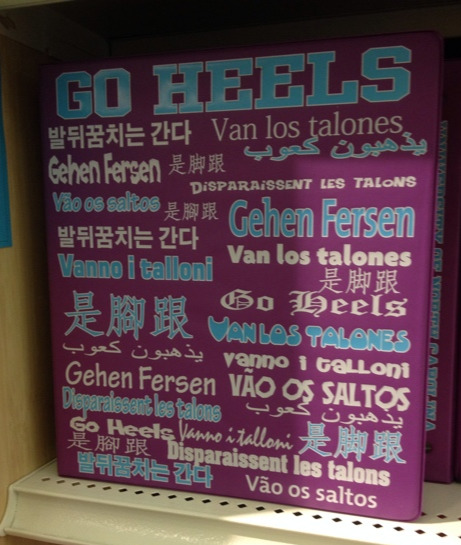 GO HEELS
발뒤꿈치는 간다 Van los talones
يذهبون كعوب
Gehen Fersen 是脚跟
DISPARAISSENT LES TALONS
Vão os saltos 是脚跟 Gehen Fersen
발뒤꿈치는 간다 Van los talones
Vanno i talloni 是脚跟
Go Heels
是腳跟 VAN LOS TALONES
يذهبون كعوب vanno i talloni
Gehen Fersen VÃO OS SALTOS
Disparaissent les talons يذهبون كعوب
Go Heels Vanno i talloni 是腳跟
是腳跟 Disparaissent les talons
발뒤꿈치는 간다 Vão os saltos